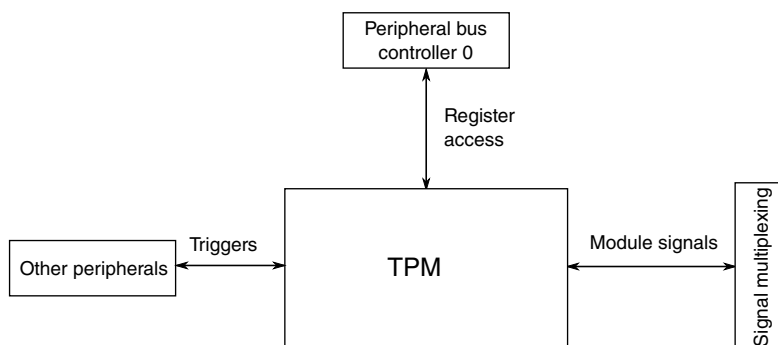 Peripheral bus
controller 0
Register
access
Signal multiplexing
Triggers
Module signals
Other peripherals
TPM